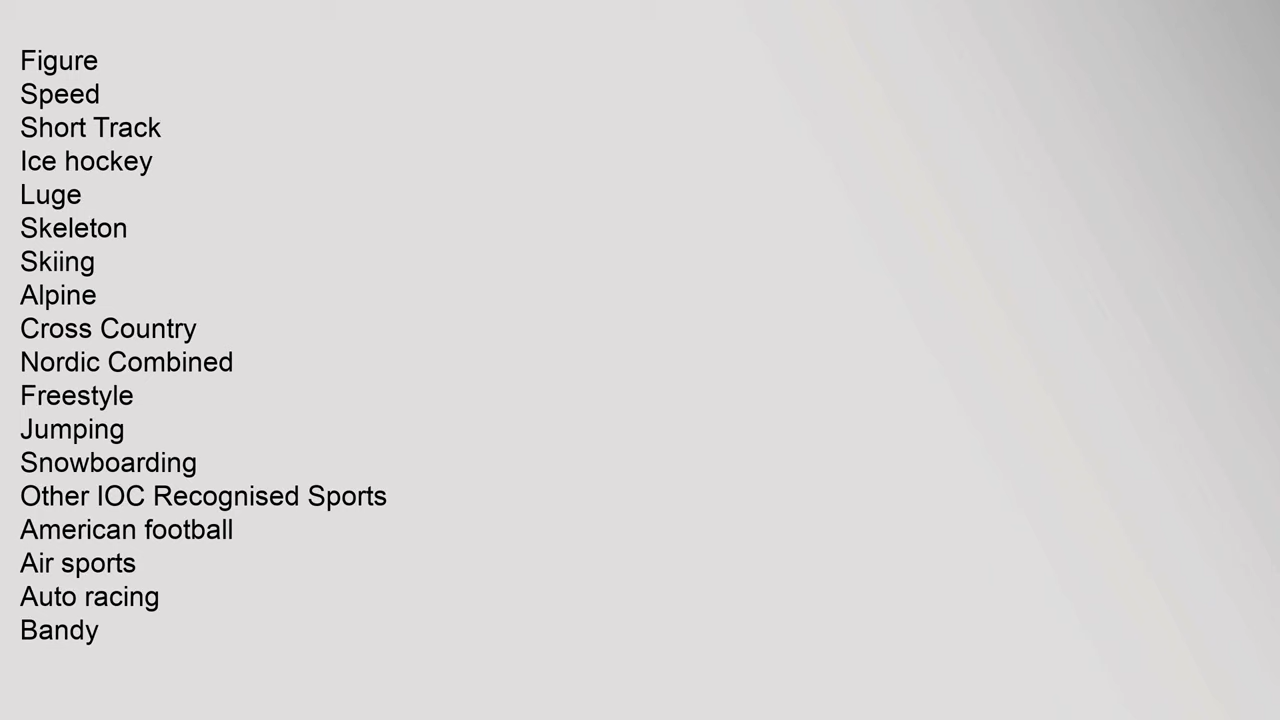 Figure
Speed
Short Track
Ice hockey
Luge
Skeleton
Skiing
Alpine
Cross Country
Nordic Combined
Freestyle
Jumping
Snowboarding
Other IOC Recognised Sports
American football
Air sports
Auto racing
Bandy